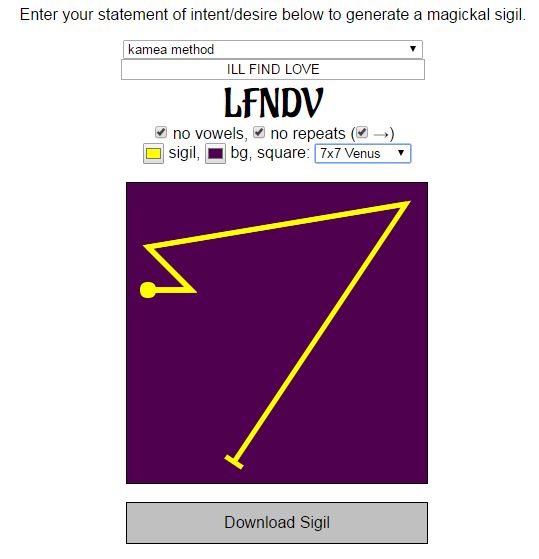 Enter your statement of intent/desire below to generate a magickal sigil.
kamea method
ILL FIND LOVE
LFNDV
no vowels, no repeats ( →)
sigil, bg, square: 7x7 Venus
Download Sigil